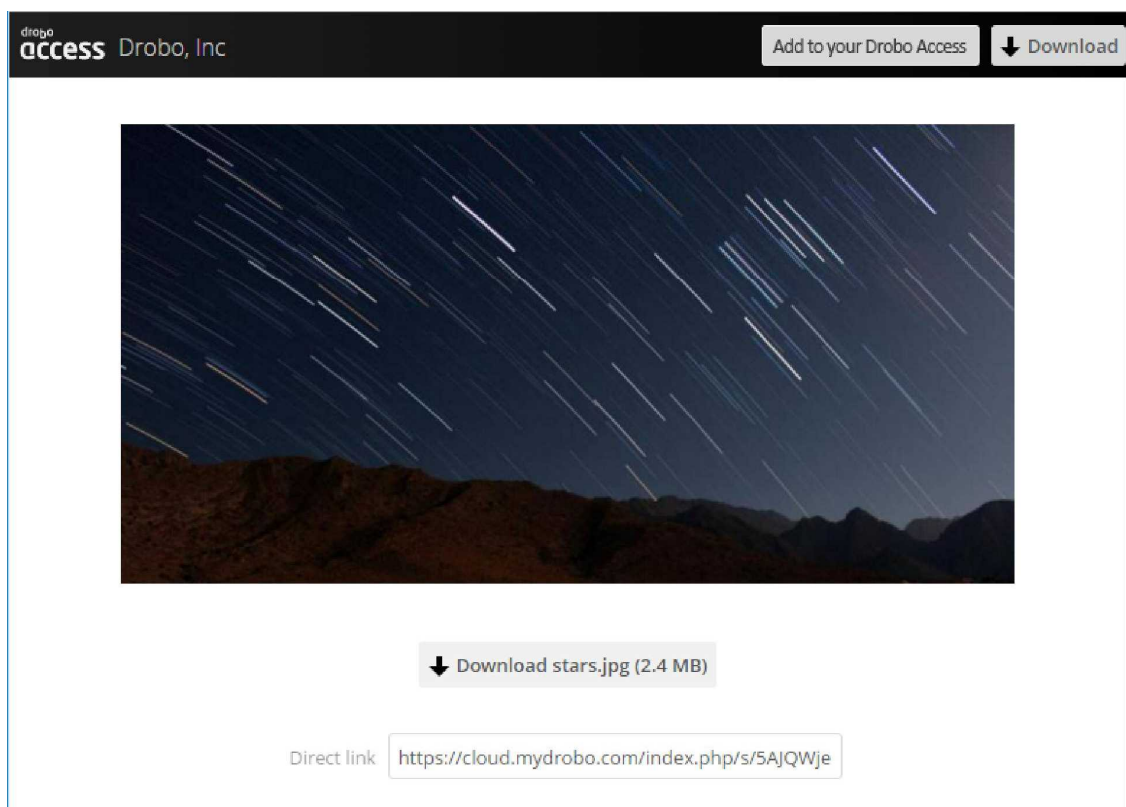 drobo
access Drobo, Inc
Add to your Drobo Access
Download
Download stars.jpg (2.4 MB)
Direct link
https://cloud.mydrobo.com/index.php/s/5AJQWje